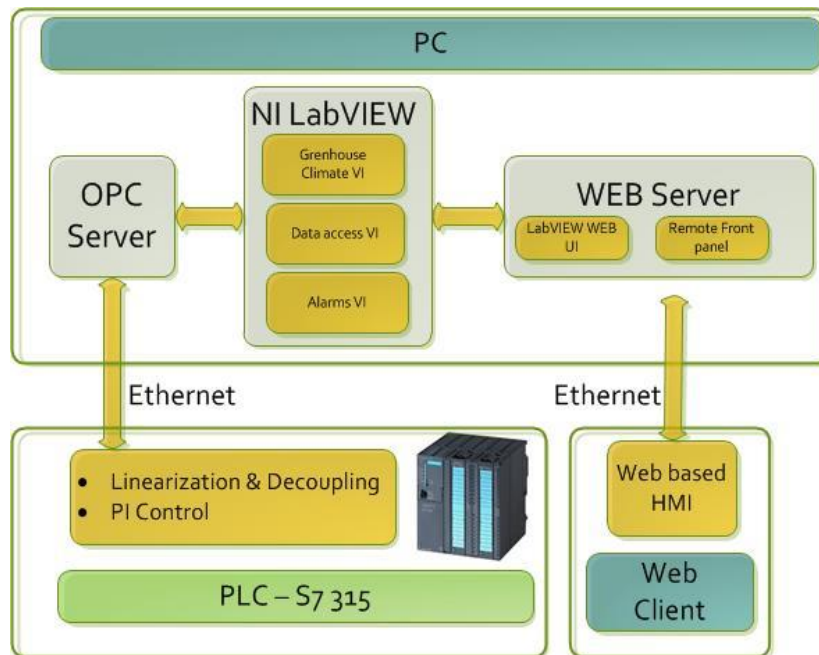 PC
NI LabVIEW
Grenhouse
Climate VI
Data access VI
Alarms VI
OPC
Server
WEB Server
LabVIEW WEB
UI
Remote Front
panel
Ethernet
Ethernet
• Linearization & Decoupling
• PI Control
PLC – S7 315
Web based
HMI
Web
Client